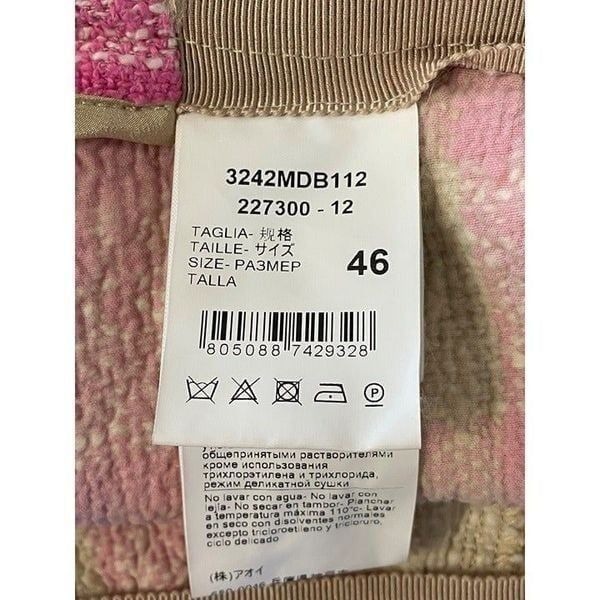 3242MDB112
227300 - 12
TAGLIA- 规格
TAILLE- サイズ
SIZE- РАЗМЕР
TALLA
46
805088 7429328
P
общепринятыми растворителями
кроме использования
трихлорэтилена и трихлорида,
режим деликатной сушки
No lavar con agua- No lavar con
lejía- No secar en tambor- Planchar
a temperatura máxima 110°c- Lavar
en seco con disolventes normales
excepto tricloroetileno y tricloruro,
ciclo delicado
(株)アオイ